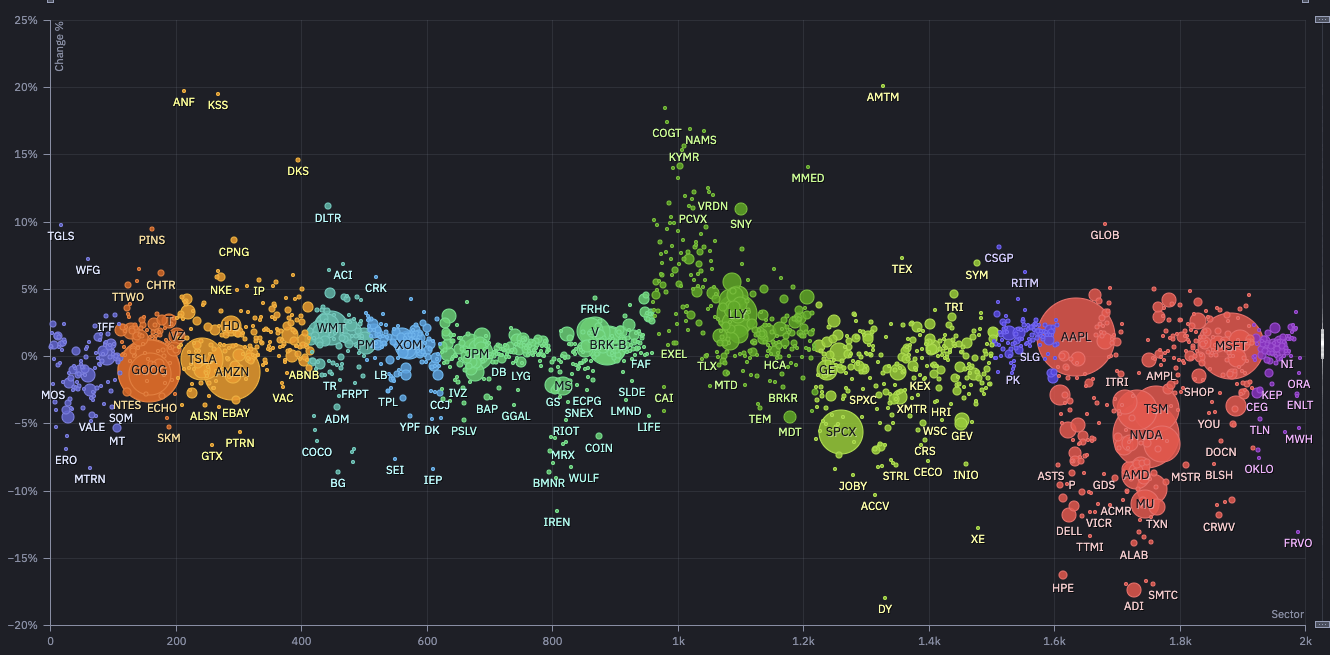 25%
Change %
20%
ANF
KSS
AMTM
15%
COGT
NAMS
KYMR
DKS
MMED
10%
DLTR
VRDN
PCVX
SNY
TGLS
PINS
CPNG
GLOB
WFG
CHTR
ACI
TEX
SYM
CSGP
RITM
5%
TTWO
NKE
IP
CRK
FRHC
TRI
IFF
T
VZ
HD
WMT
PM
XOM
V
BRK-B
LLY
AAPL
MSFT
0%
GOOG
TSLA
AMZN
JPM
FAF
EXEL
TLX
HCA
GE
SLG
NI
MOS
ABNB
TR
LB
DB
LYG
MS
MTD
KEX
PK
ITRI
AMPL
SHOP
KEP
ORA
NTES
ECHO
ALSN
EBAY
VAC
FRPT
TPL
CCJ
IVZ
BAP
GS
ECPG
SLDE
CAI
BRKR
SPXC
XMTR
HRI
TSM
CEG
ENLT
−5%
VALE
SQM
MT
SKM
PTRN
ADM
YPF
DK
PSLV
GGAL
SNEX
LMND
LIFE
TEM
MDT
SPCX
WSC
GEV
NVDA
YOU
TLN
MWH
ERO
GTX
COCO
RIOT
MRX
COIN
CRS
DOCN
MTRN
BG
SEI
IEP
BMNR
WULF
JOBY
STRL
CECO
INIO
ASTS
P
GDS
AMD
MSTR
BLSH
OKLO
−10%
IREN
ACCV
DELL
VICR
ACMR
MU
TXN
CRWV
XE
TTMI
ALAB
FRVO
−15%
HPE
ADI
SMTC
DY
Sector
−20%
0
200
400
600
800
1k
1.2k
1.4k
1.6k
1.8k
2k